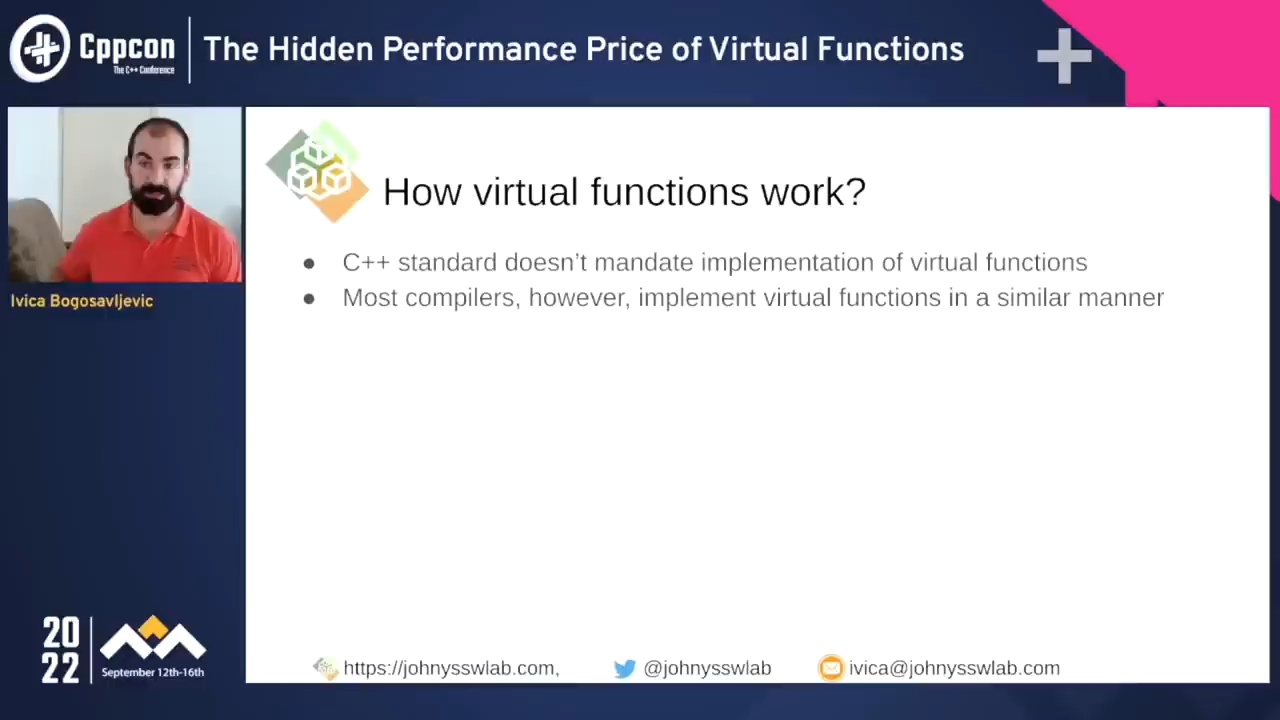 Cppcon
The C++ Conference
The Hidden Performance Price of Virtual Functions
Ivica Bogosavljevic
How virtual functions work?
● C++ standard doesn't mandate implementation of virtual functions
● Most compilers, however, implement virtual functions in a similar manner
20
22
September 12th-16th
https://johnysswlab.com,
@johnysswlab
ivica@johnysswlab.com